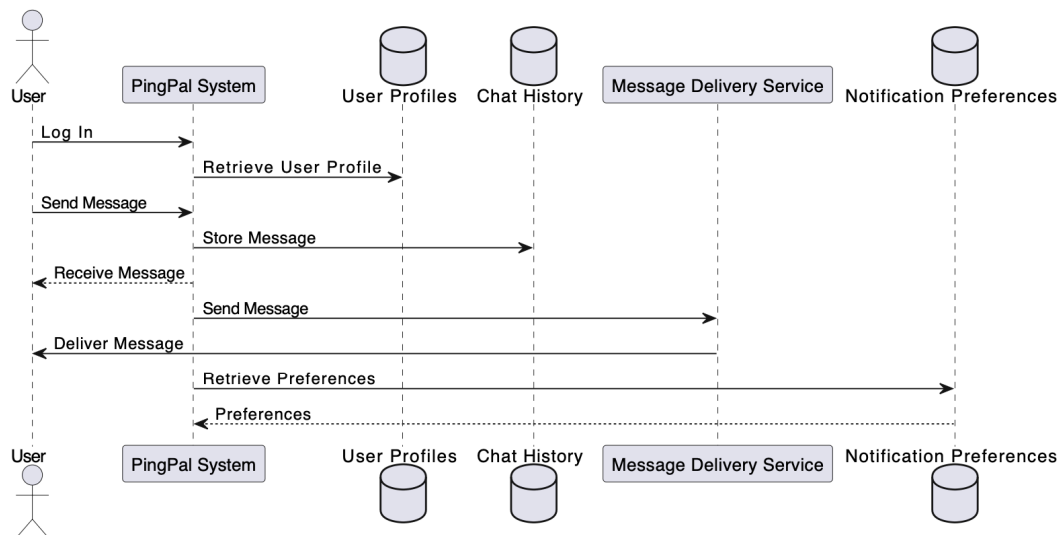 User
PingPal System
User Profiles
Chat History
Message Delivery Service
Notification Preferences
Log In
Retrieve User Profile
Send Message
Store Message
Receive Message
Send Message
Deliver Message
Retrieve Preferences
Preferences
User
PingPal System
User Profiles
Chat History
Message Delivery Service
Notification Preferences